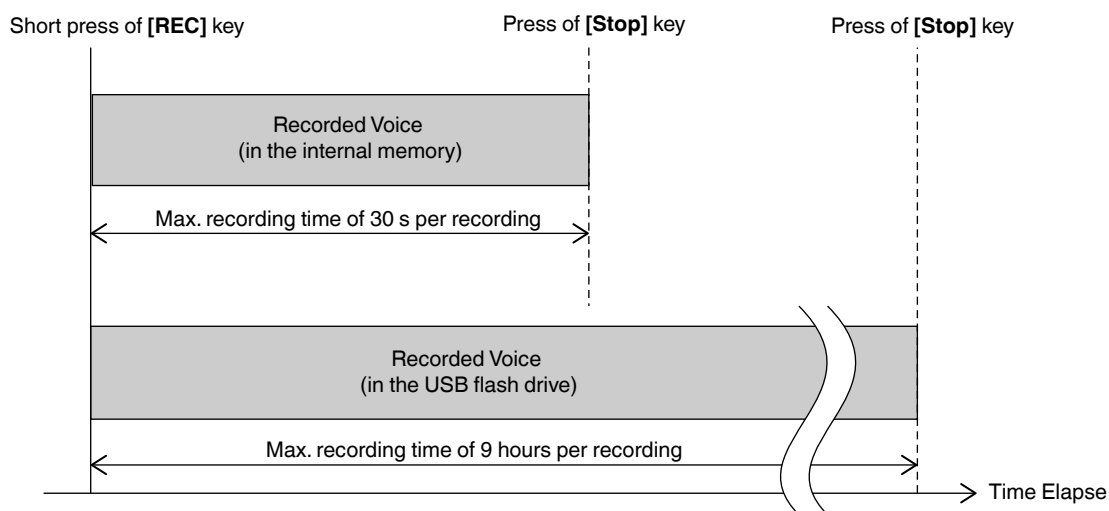 Short press of [REC] key
Press of [Stop] key
Press of [Stop] key
Recorded Voice
(in the internal memory)
Max. recording time of 30 s per recording
Recorded Voice
(in the USB flash drive)
Max. recording time of 9 hours per recording
Time Elapse